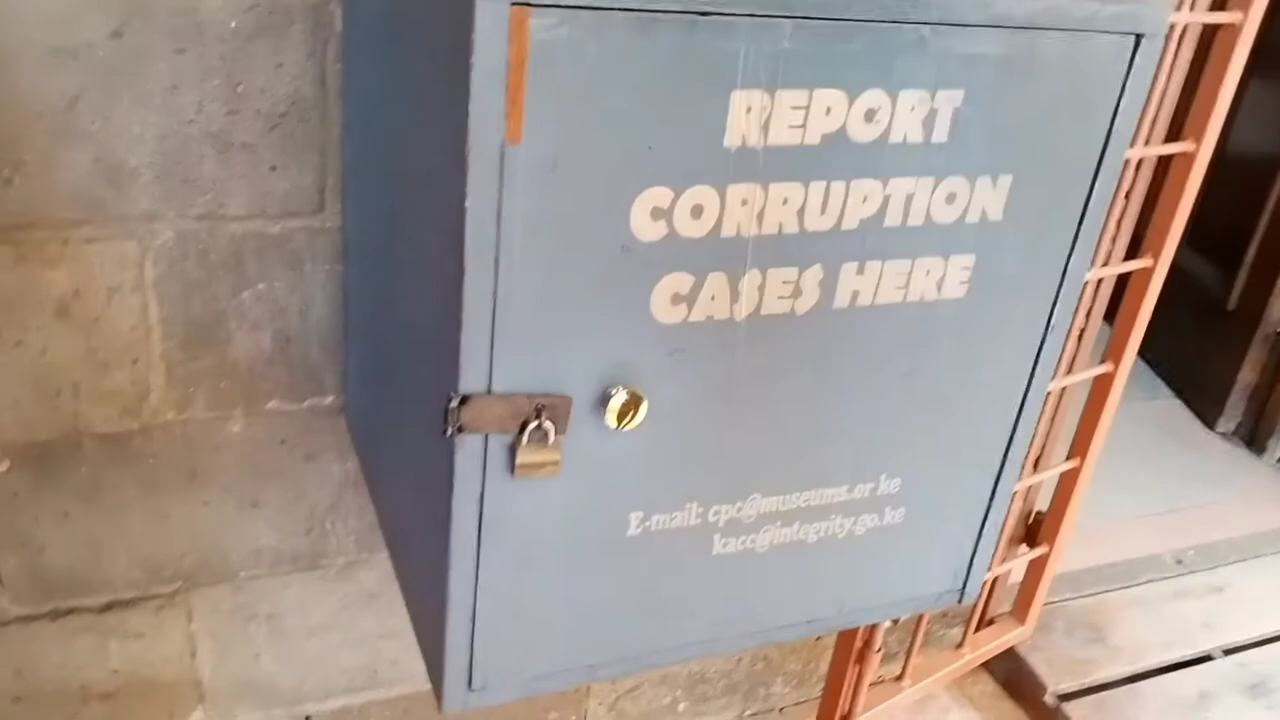 REPORT
CORRUPTION
CASES HERE
E-mail: cpc@museums.or ke
kacc@integrity.go.ke